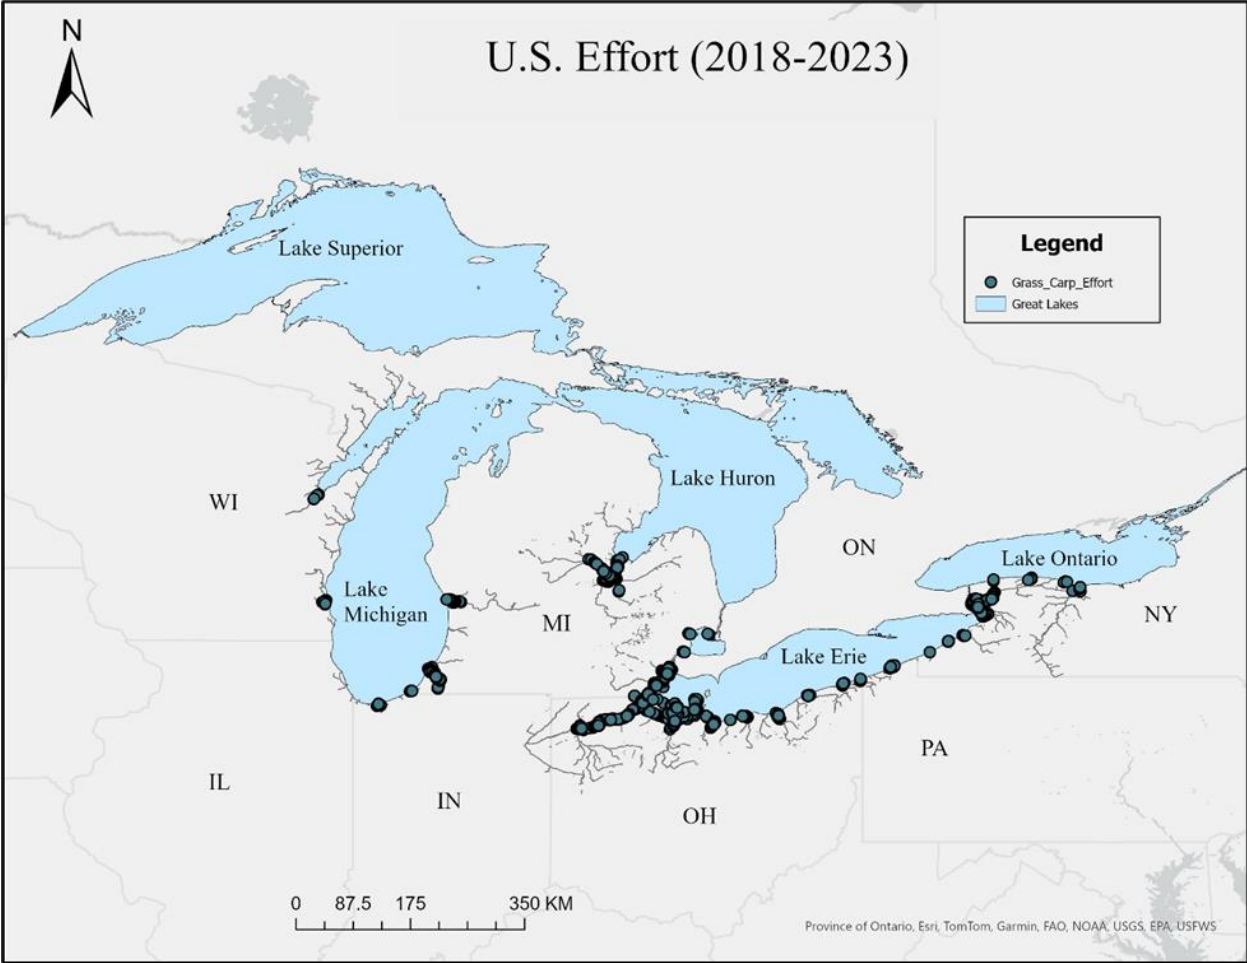 N
U.S. Effort (2018-2023)
Legend
Grass_Carp_Effort
Great Lakes
Lake Superior
Lake Huron
WI
ON
Lake Ontario
Lake
Michigan
MI
NY
Lake Erie
PA
IL
IN
OH
0 87.5 175 350 KM
Province of Ontario, Esri, TomTom, Garmin, FAO, NOAA, USGS, EPA, USFWS